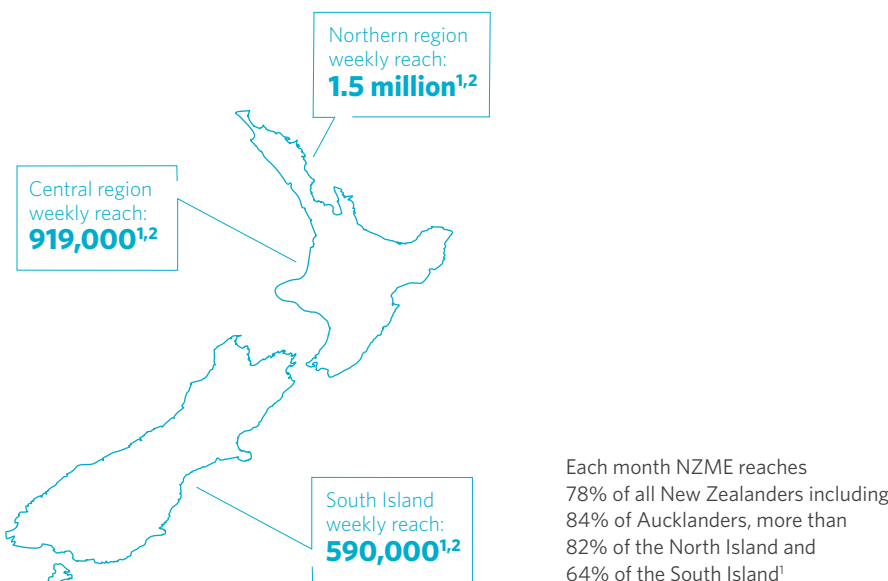 Northern region
weekly reach:
1.5 million1,2
Central region
weekly reach:
919,0001,2
South Island
weekly reach:
590,0001,2
Each month NZME reaches
78% of all New Zealanders including
84% of Aucklanders, more than
82% of the North Island and
64% of the South Island1